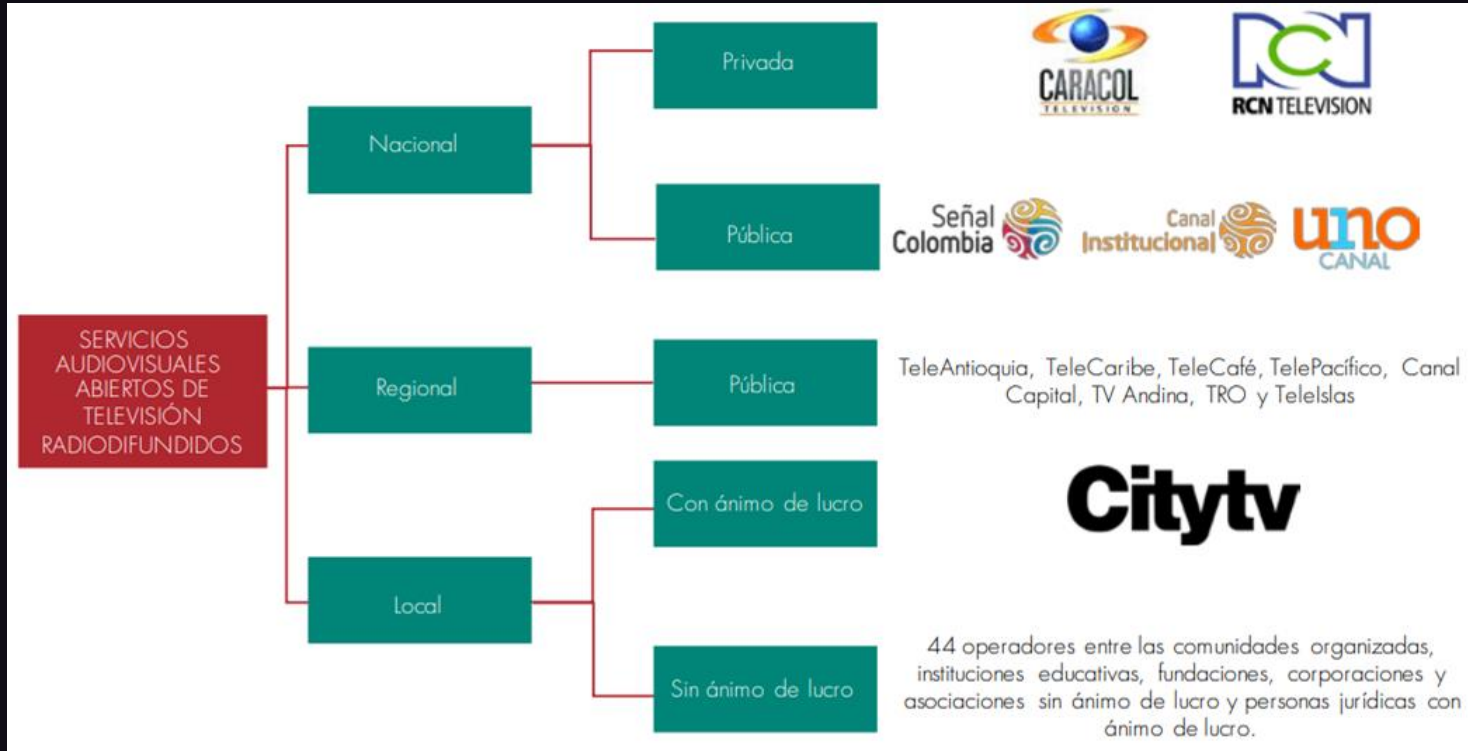 SERVICIOS
AUDIOVISUALES
ABIERTOS DE
TELEVISIÓN
RADIODIFUNDIDOS
Nacional
Privada
CARACOL
TELEVISIÓN
RCN
RCN TELEVISION
Pública
Señal
Colombia
Canal
Institucional
uno
CANAL
Regional
Pública
TeleAntioquia, TeleCaribe, TeleCafé, TelePacífico, Canal
Capital, TV Andina, TRO y TeleIslas
Local
Con ánimo de lucro
Citytv
Sin ánimo de lucro
44 operadores entre las comunidades organizadas,
instituciones educativas, fundaciones, corporaciones y
asociaciones sin ánimo de lucro y personas jurídicas con
ánimo de lucro.